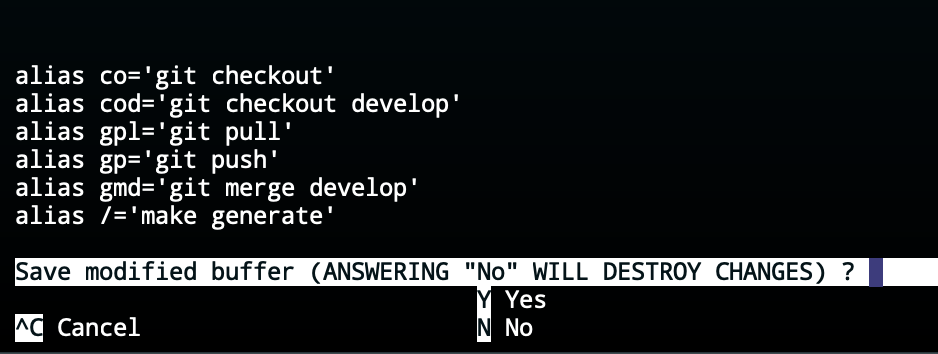 alias co='git checkout'
alias cod='git checkout develop'
alias gpl='git pull'
alias gp='git push'
alias gmd='git merge develop'
alias /='make generate'
Save modified buffer (ANSWERING "No" WILL DESTROY CHANGES) ?
Y Yes
^C Cancel N No